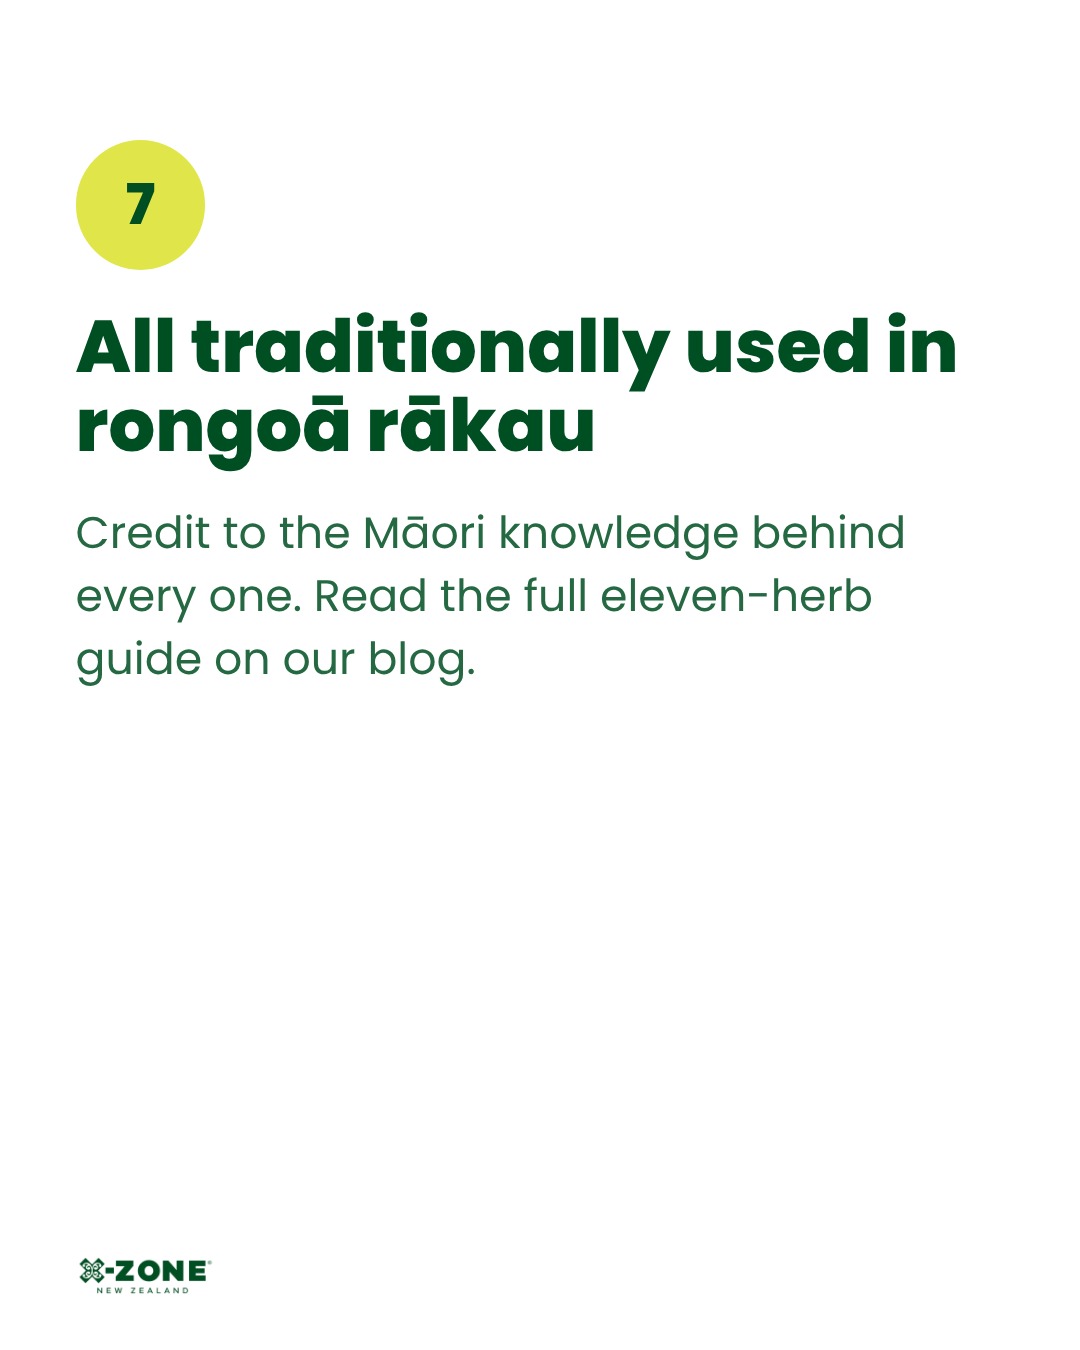 7
All traditionally used in
rongoā rākau
Credit to the Māori knowledge behind
every one. Read the full eleven-herb
guide on our blog.
X-ZONE
NEW ZEALAND